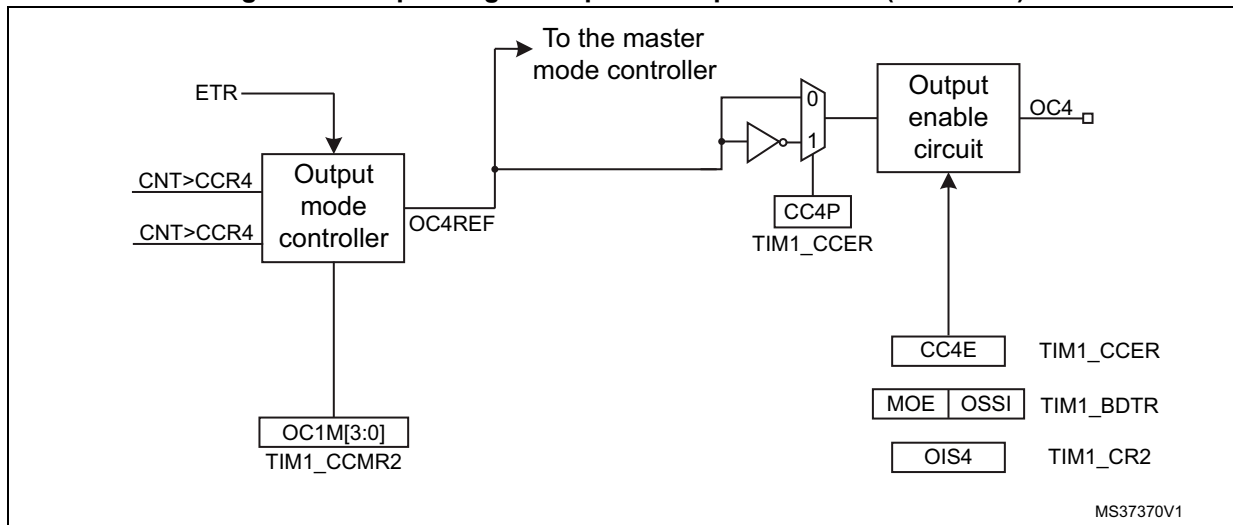 To the master
mode controller
ETR
Output
mode
controller
CNT>CCR4
CNT>CCR4
OC4REF
OC1M[3:0]
TIM1_CCMR2
0
1
CC4P
TIM1_CCER
Output
enable
circuit
OC4
CC4E TIM1_CCER
MOE OSSI TIM1_BDTR
OIS4 TIM1_CR2
MS37370V1